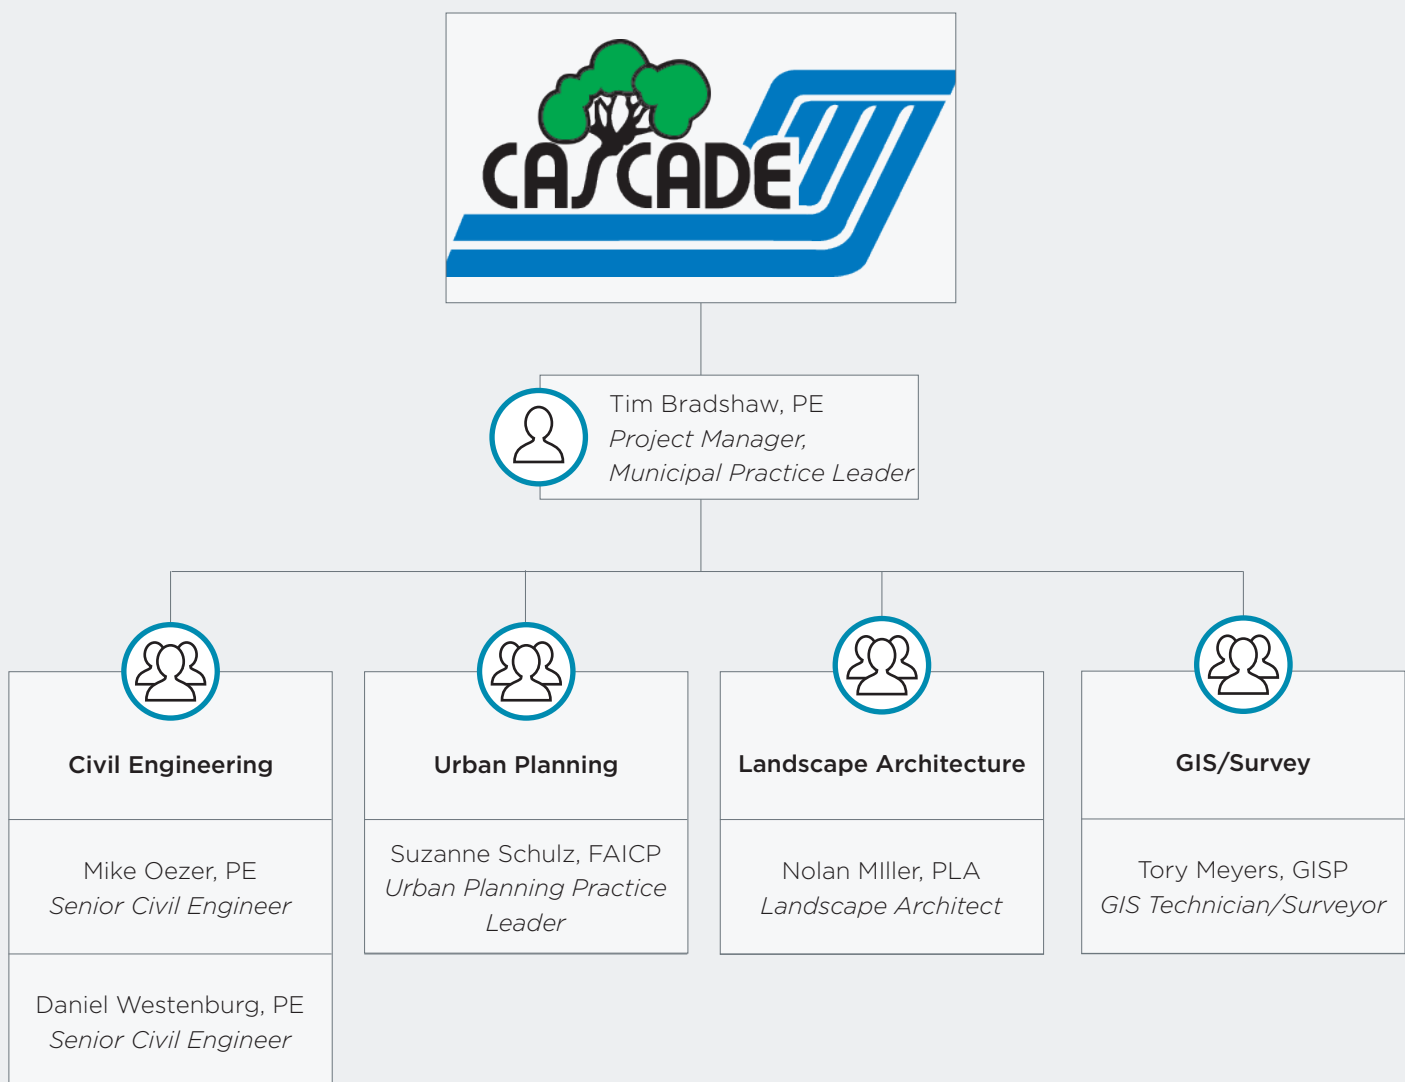 CASCADE
Tim Bradshaw, PE
Project Manager,
Municipal Practice Leader
Civil Engineering
Mike Oezer, PE
Senior Civil Engineer
Daniel Westenburg, PE
Senior Civil Engineer
Urban Planning
Suzanne Schulz, FAICP
Urban Planning Practice
Leader
Landscape Architecture
Nolan MIller, PLA
Landscape Architect
GIS/Survey
Tory Meyers, GISP
GIS Technician/Surveyor